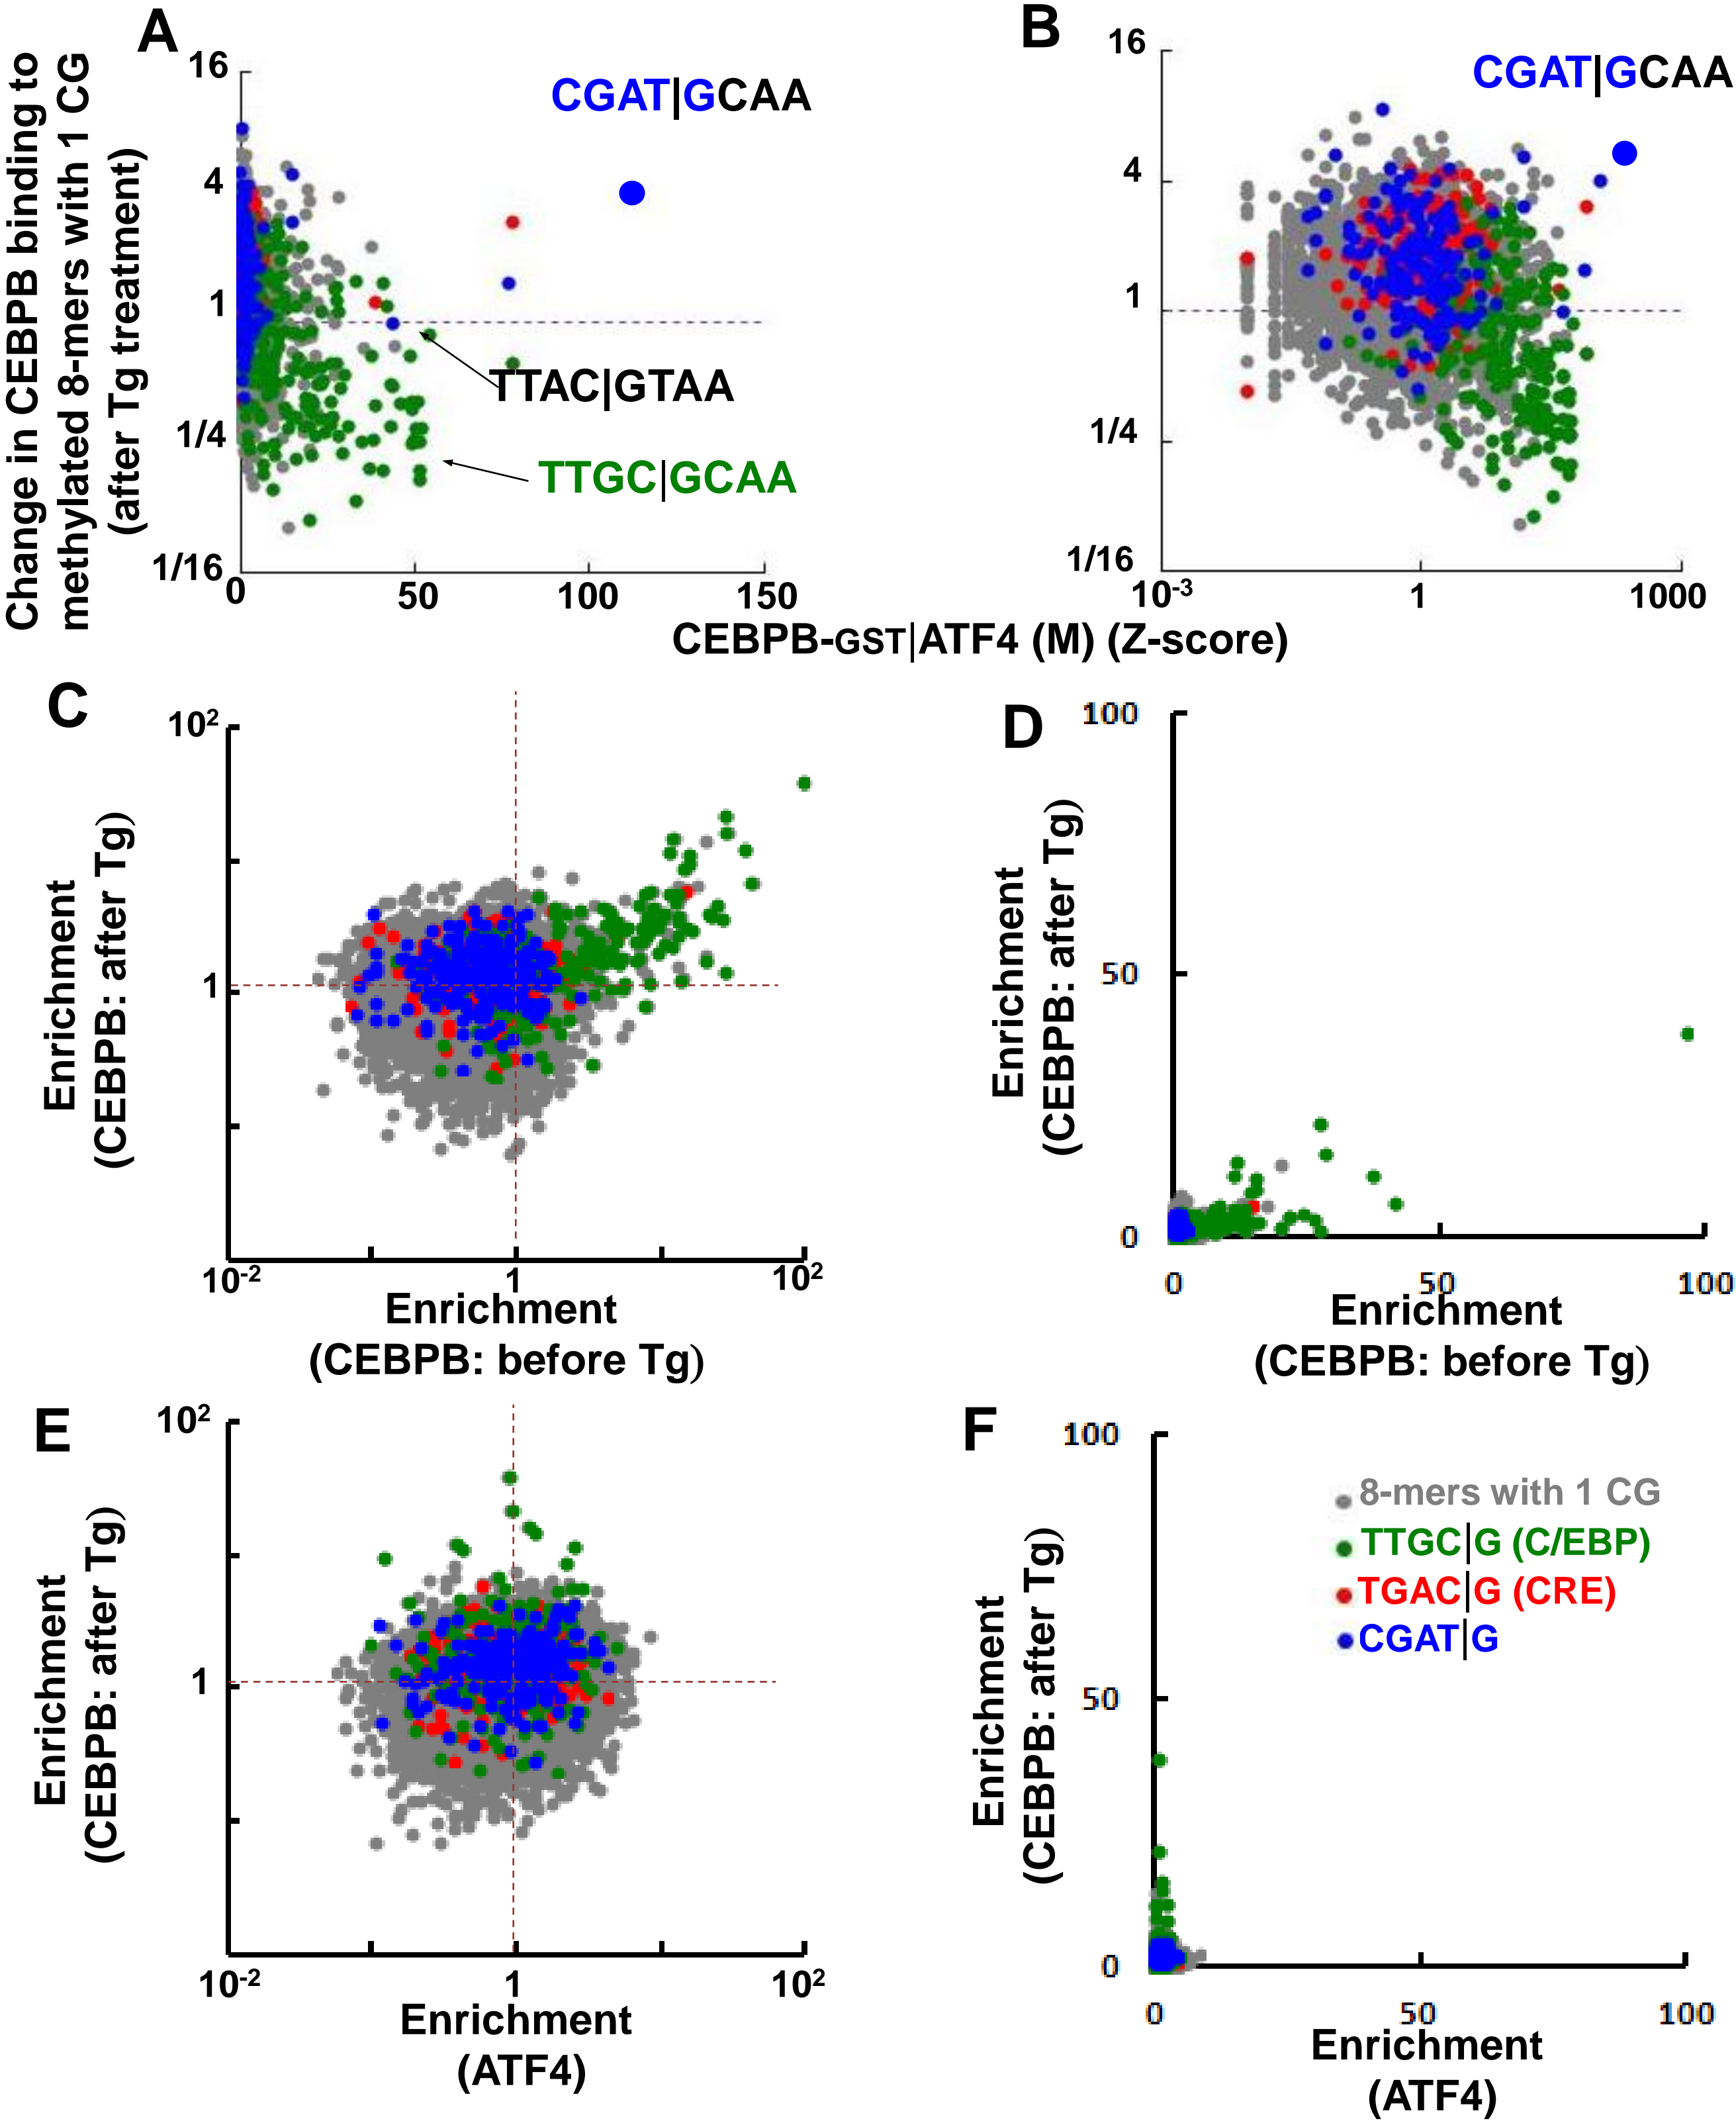 A
Change in CEBPB binding to
methylated 8-mers with 1 CG
(after Tg treatment)
16
4
1
1/4
1/16
CGAT|GCAA
TTAC|GTAA
TTGC|GCAA
0 50 100 150
B
16
4
1
1/4
1/16
CGAT|GCAA
10-3 1 1000
CEBPB-GST|ATF4 (M) (Z-score)
C
Enrichment
(CEBPB: after Tg)
10²
1
10-2 1 10²
Enrichment
(CEBPB: before Tg)
D
Enrichment
(CEBPB: after Tg)
100
50
0
0 50 100
Enrichment
(CEBPB: before Tg)
E
Enrichment
(CEBPB: after Tg)
10²
1
10-2 1 10²
Enrichment
(ATF4)
F
Enrichment
(CEBPB: after Tg)
100
50
0
8-mers with 1 CG
TTGC|G (C/EBP)
TGAC|G (CRE)
CGAT|G
0 50 100
Enrichment
(ATF4)